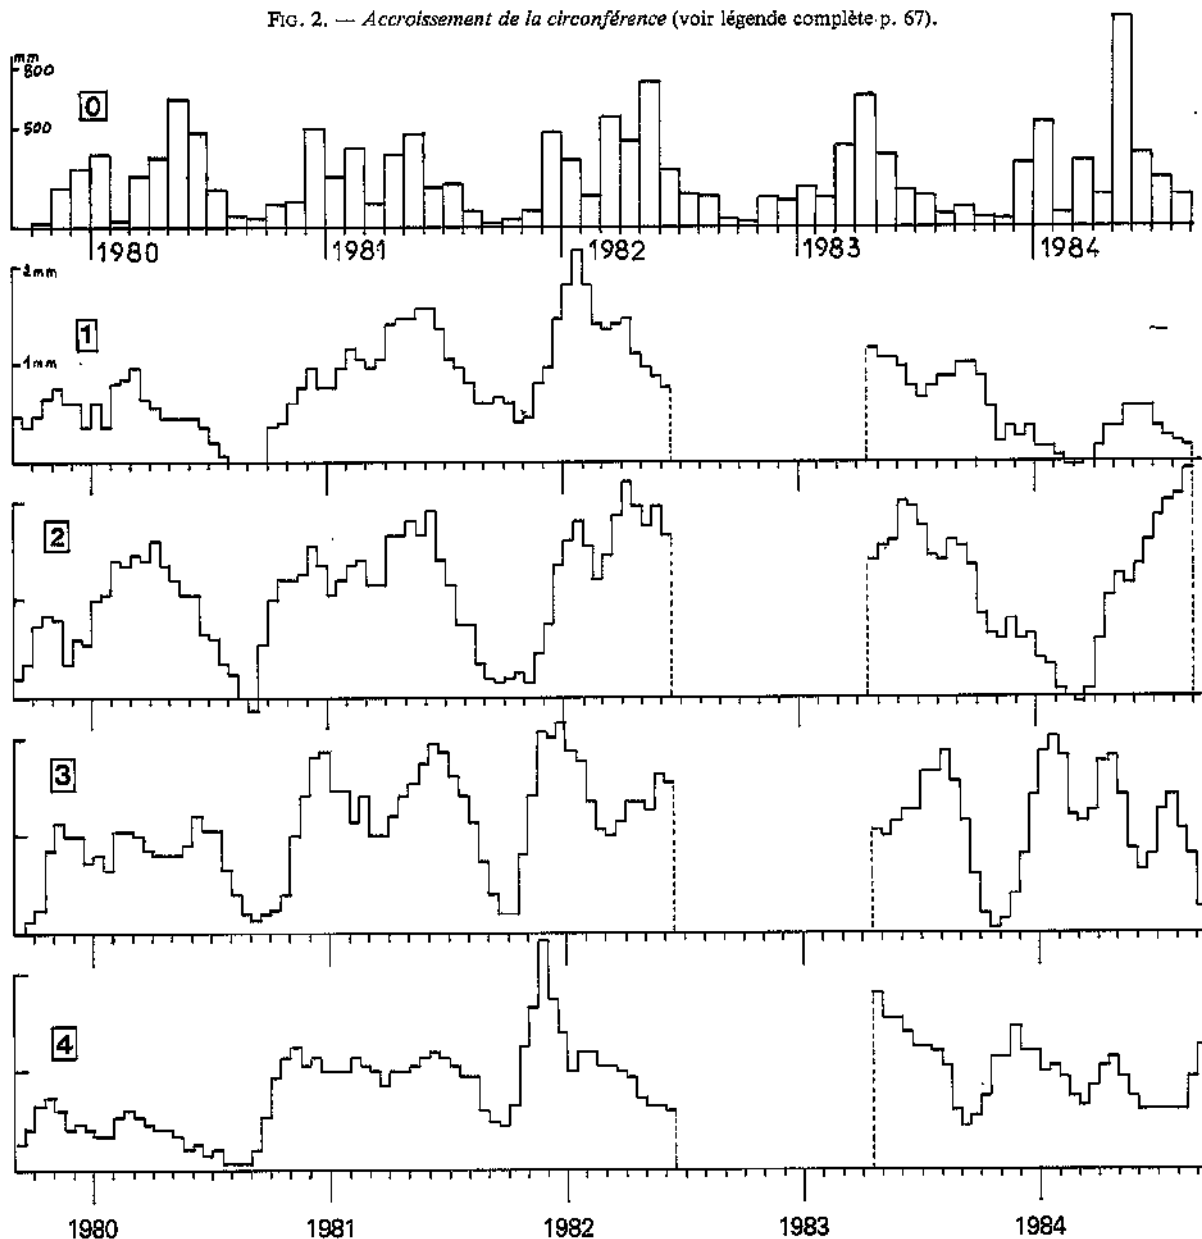 FIG. 2. — Accroissement de la circonférence (voir légende complète p. 67).
mm
800
0
500
1980 1981 1982 1983 1984
2mm
1
1mm
2
3
4
1980 1981 1982 1983 1984